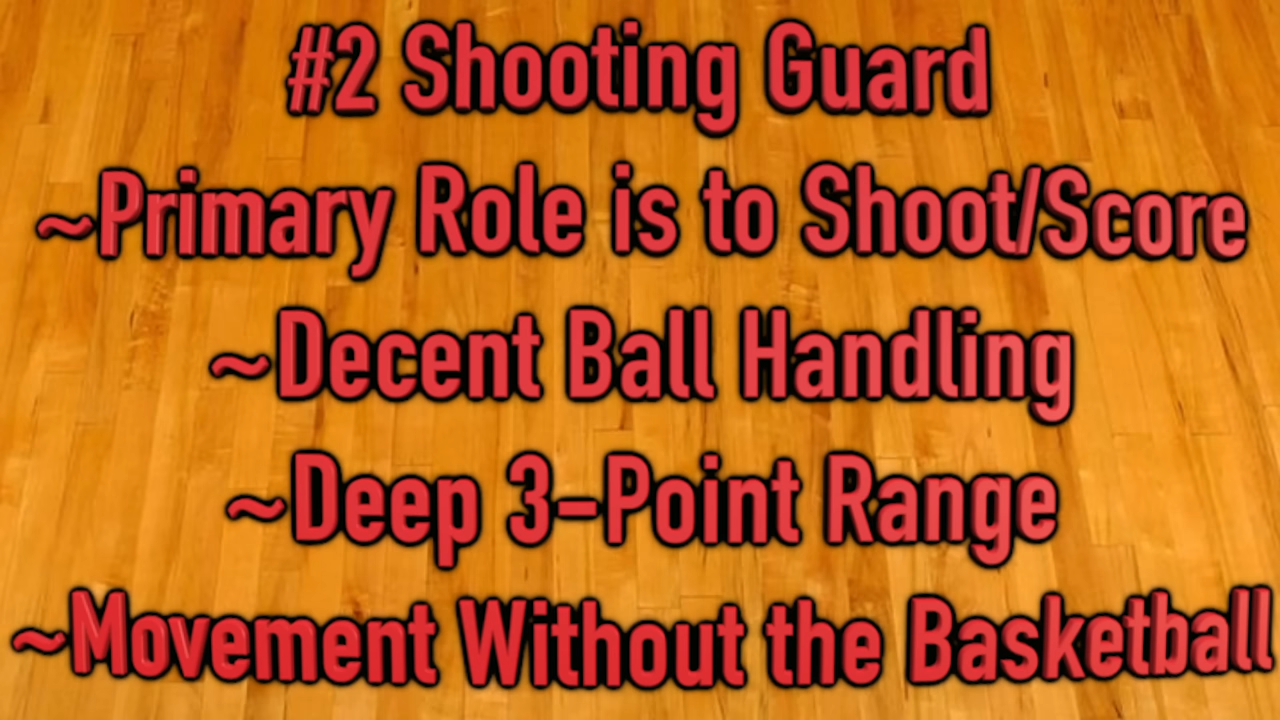 #2 Shooting Guard
~Primary Role is to Shoot/Score
~Decent Ball Handling
~Deep 3-Point Range
~Movement Without the Basketball